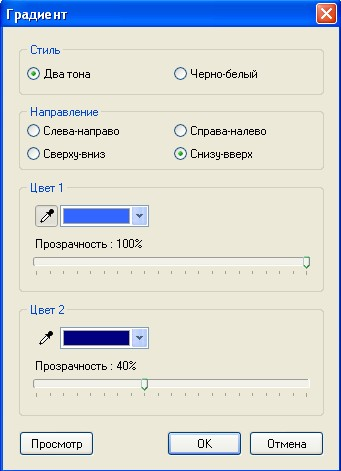 Градиент
Стиль
Два тона
Черно-белый
Направление
Слева-направо
Справа-налево
Сверху-вниз
Снизу-вверх
Цвет 1
Прозрачность : 100%
Цвет 2
Прозрачность : 40%
Просмотр
OK
Отмена